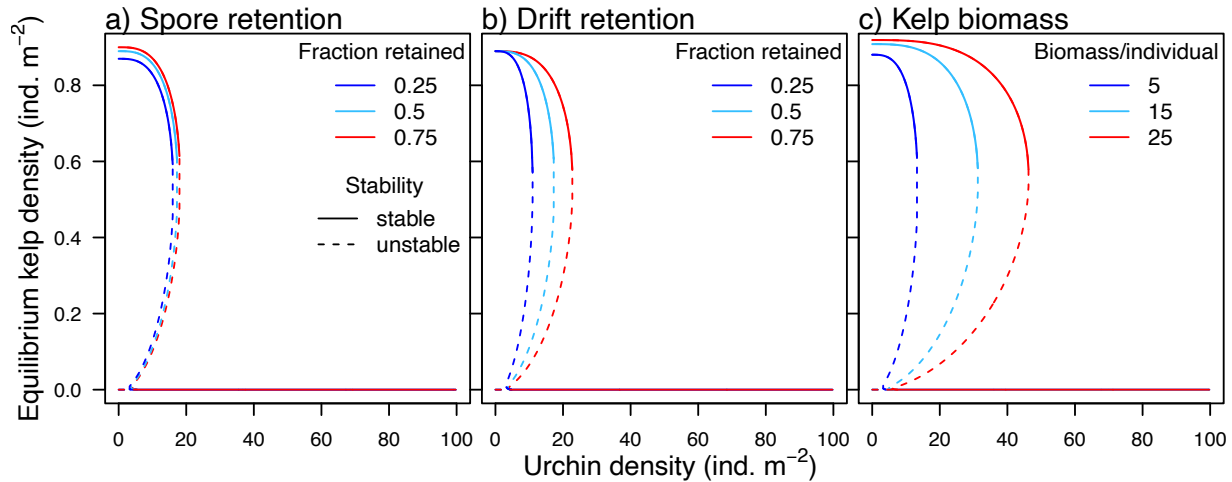 a) Spore retention
Fraction retained
0.25
0.5
0.75
Stability
stable
unstable
b) Drift retention
Fraction retained
0.25
0.5
0.75
c) Kelp biomass
Biomass/individual
5
15
25
Equilibrium kelp density (ind. m⁻²)
0.8
0.6
0.4
0.2
0.0
0 20 40 60 80 100
0 20 40 60 80 100
0 20 40 60 80 100
Urchin density (ind. m⁻²)